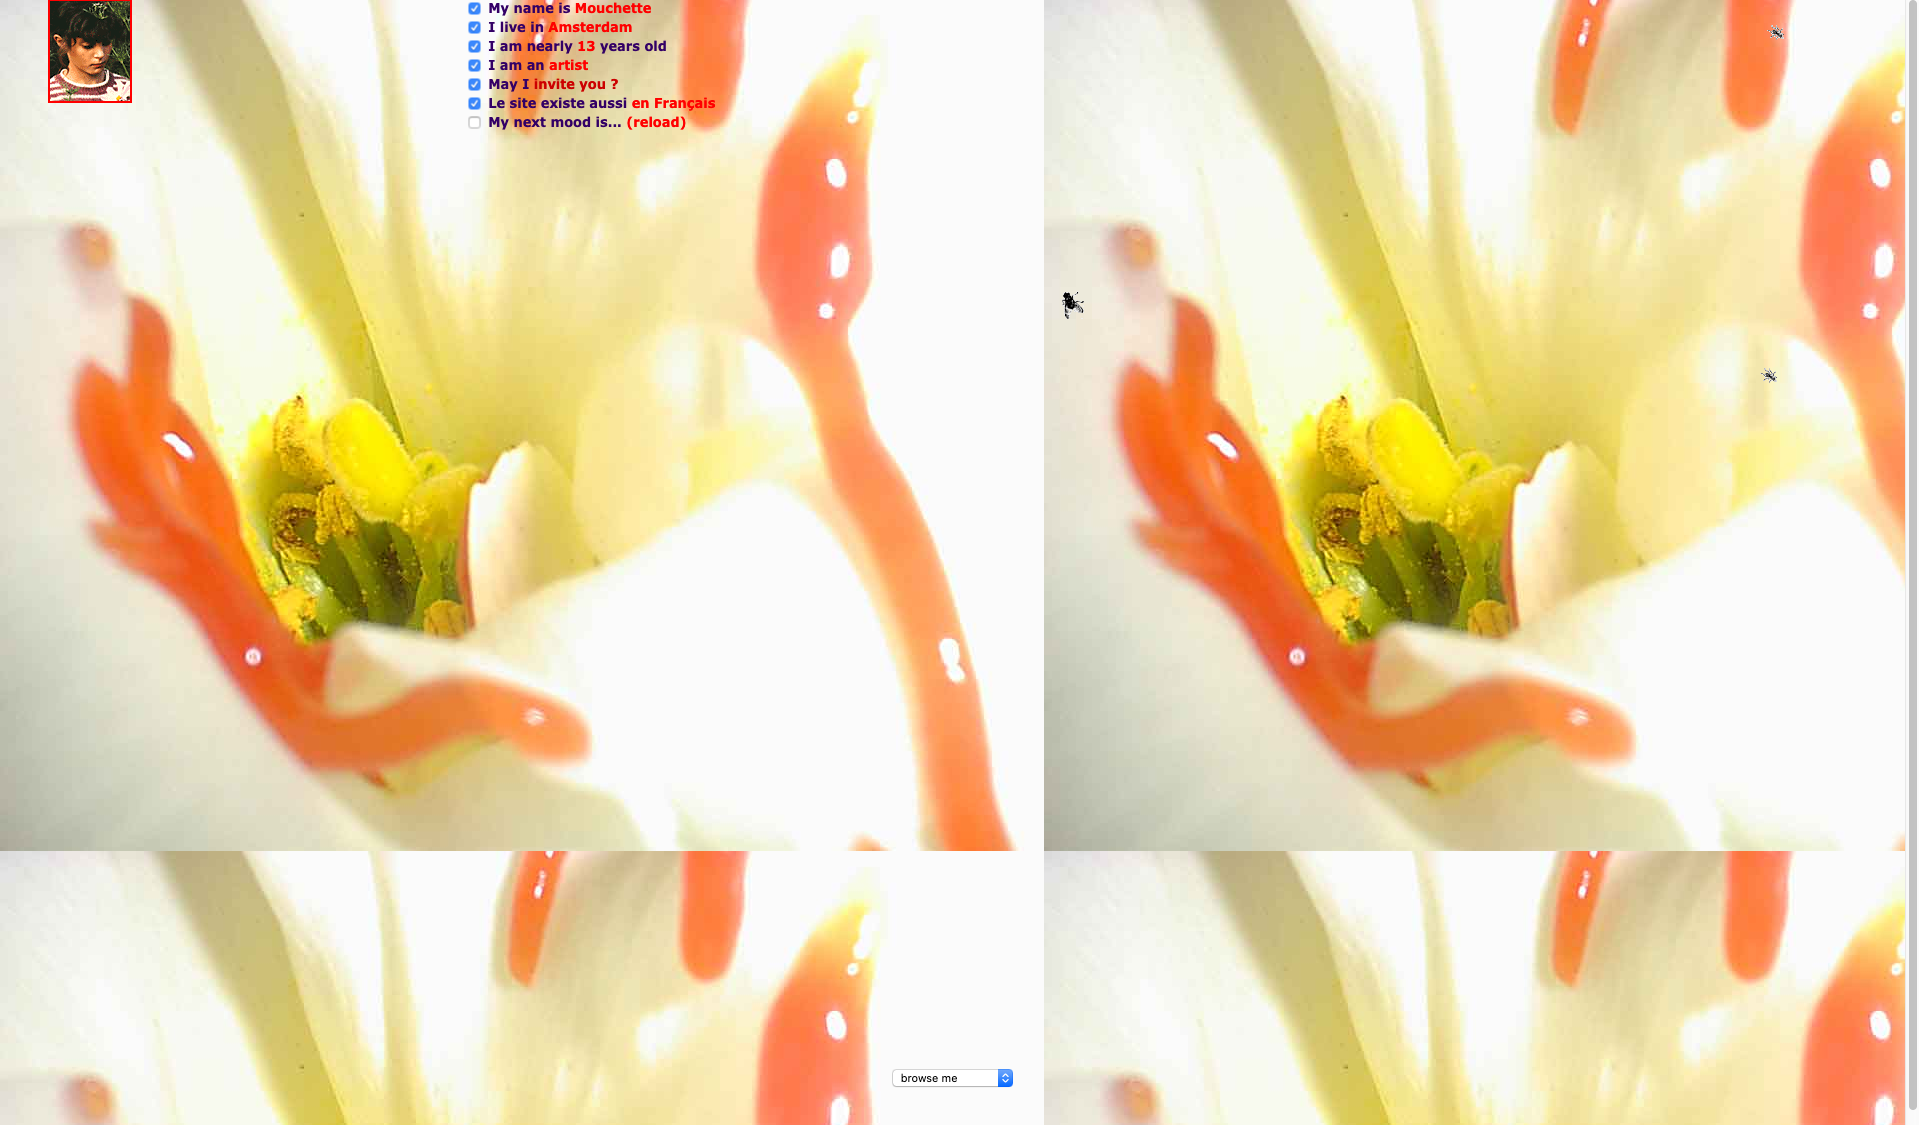 My name is Mouchette
I live in Amsterdam
I am nearly 13 years old
I am an artist
May I invite you ?
Le site existe aussi en Français
My next mood is... (reload)
browse me